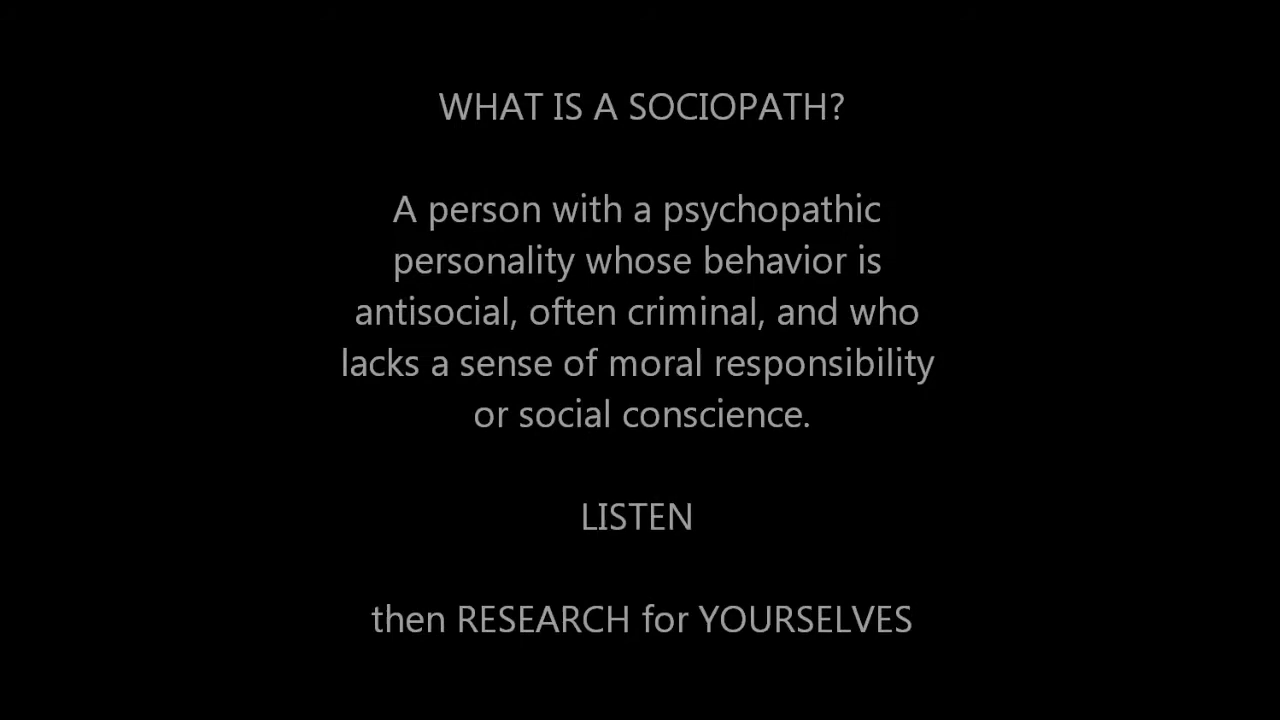 WHAT IS A SOCIOPATH?
A person with a psychopathic
personality whose behavior is
antisocial, often criminal, and who
lacks a sense of moral responsibility
or social conscience.
LISTEN
then RESEARCH for YOURSELVES